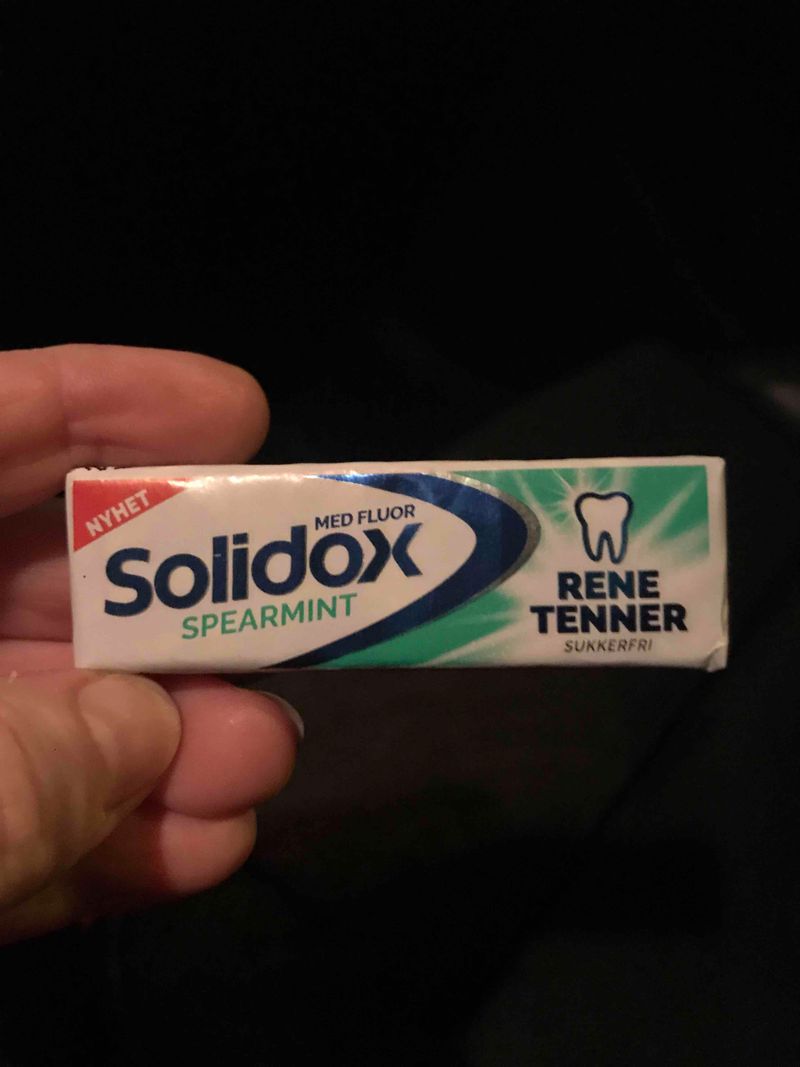 NYHET
MED FLUOR
Solidox
SPEARMINT
RENE
TENNER
SUKKERFRI